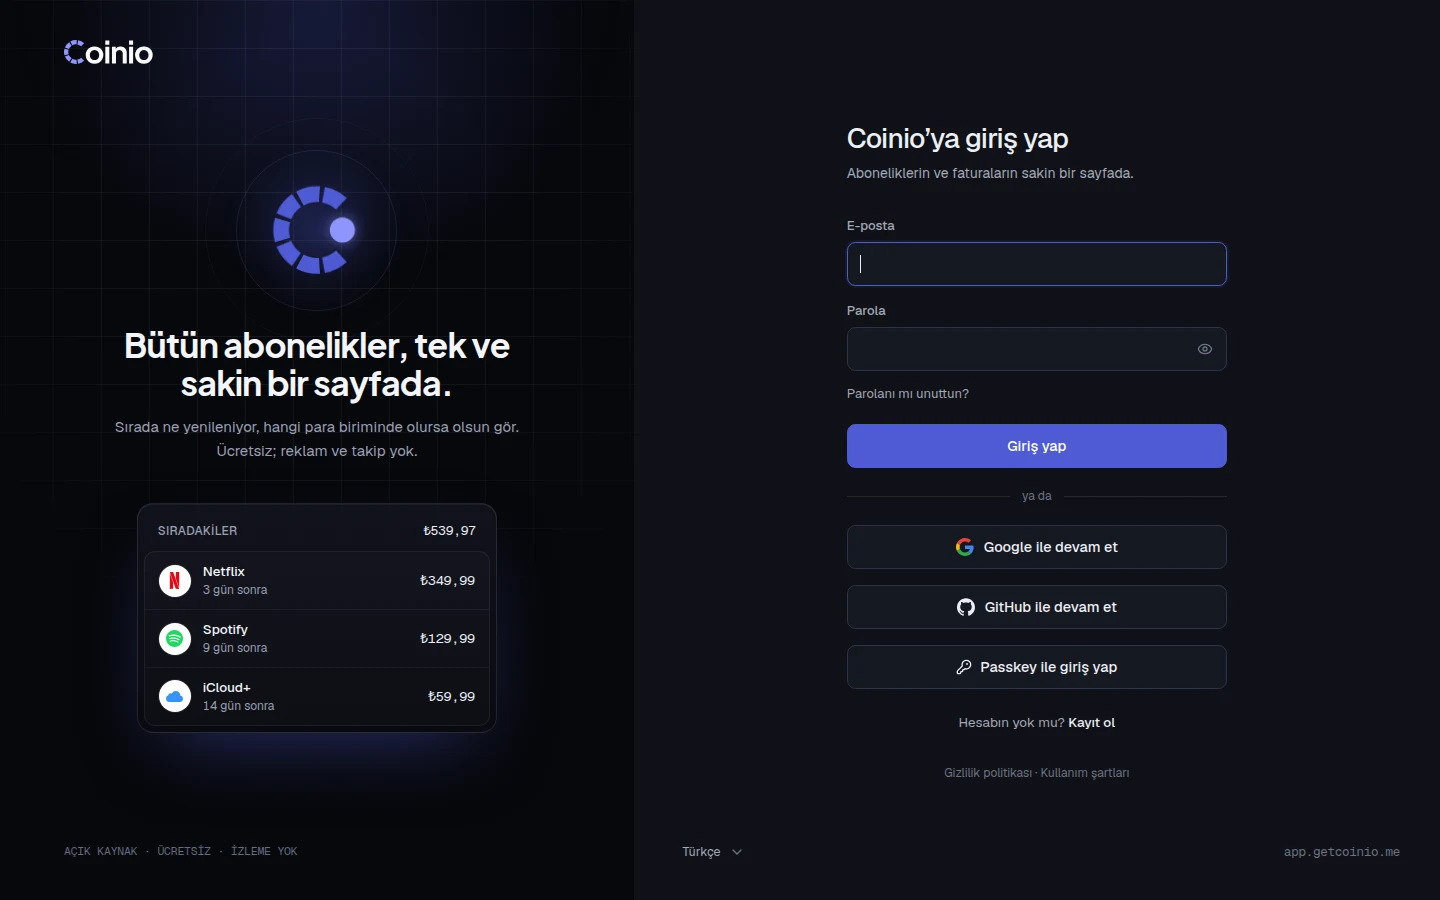 Coinio
Bütün abonelikler, tek ve
sakin bir sayfada.
Sırada ne yenileniyor, hangi para biriminde olursa olsun gör.
Ücretsiz; reklam ve takip yok.
SIRADAKİLER ₺539,97
Netflix
3 gün sonra
₺349,99
Spotify
9 gün sonra
₺129,99
iCloud+
14 gün sonra
₺59,99
AÇIK KAYNAK · ÜCRETSİZ · İZLEME YOK
Coinio’ya giriş yap
Aboneliklerin ve faturaların sakin bir sayfada.
E-posta
Parola
Parolanı mı unuttun?
Giriş yap
ya da
Google ile devam et
GitHub ile devam et
Passkey ile giriş yap
Hesabın yok mu? Kayıt ol
Gizlilik politikası · Kullanım şartları
Türkçe
app.getcoinio.me